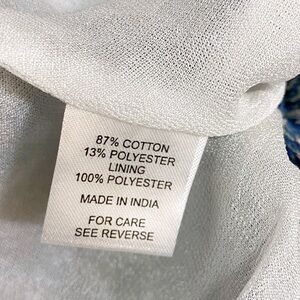 87% COTTON
13% POLYESTER
LINING
100% POLYESTER
MADE IN INDIA
FOR CARE
SEE REVERSE